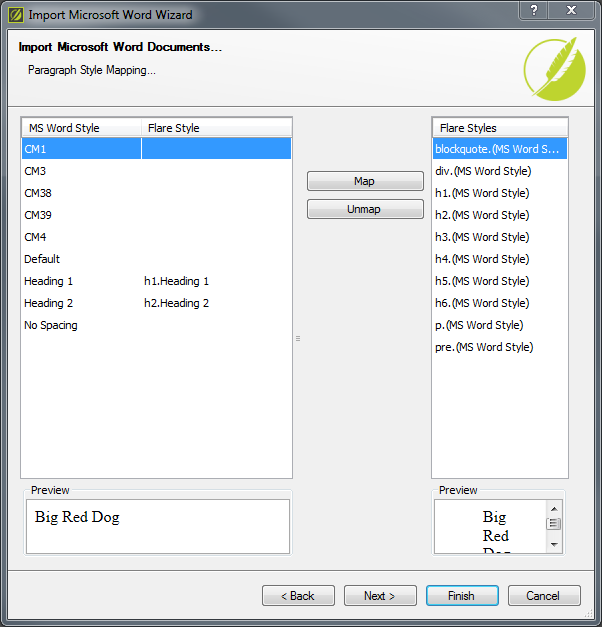 Import Microsoft Word Wizard
?
X
Import Microsoft Word Documents...
Paragraph Style Mapping...
MS Word Style Flare Style
CM1
CM3
CM38
CM39
CM4
Default
Heading 1 h1.Heading 1
Heading 2 h2.Heading 2
No Spacing
Map
Unmap
Flare Styles
blockquote.(MS Word S...
div.(MS Word Style)
h1.(MS Word Style)
h2.(MS Word Style)
h3.(MS Word Style)
h4.(MS Word Style)
h5.(MS Word Style)
h6.(MS Word Style)
p.(MS Word Style)
pre.(MS Word Style)
Preview
Big Red Dog
Preview
Big
Red
Dog
< Back Next > Finish Cancel